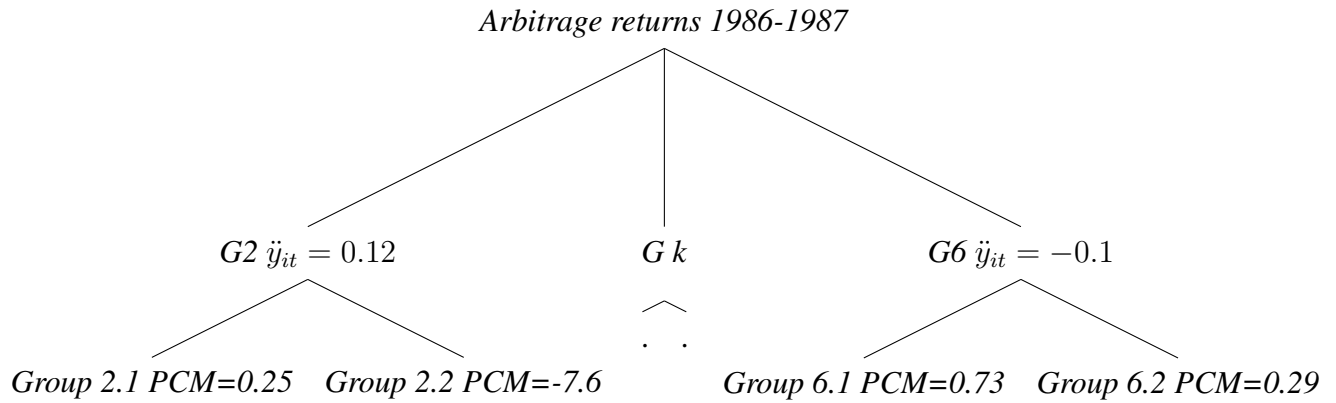 Arbitrage returns 1986-1987
G2 ÿ_it = 0.12 G k G6 ÿ_it = −0.1
. .
Group 2.1 PCM=0.25 Group 2.2 PCM=-7.6 Group 6.1 PCM=0.73 Group 6.2 PCM=0.29